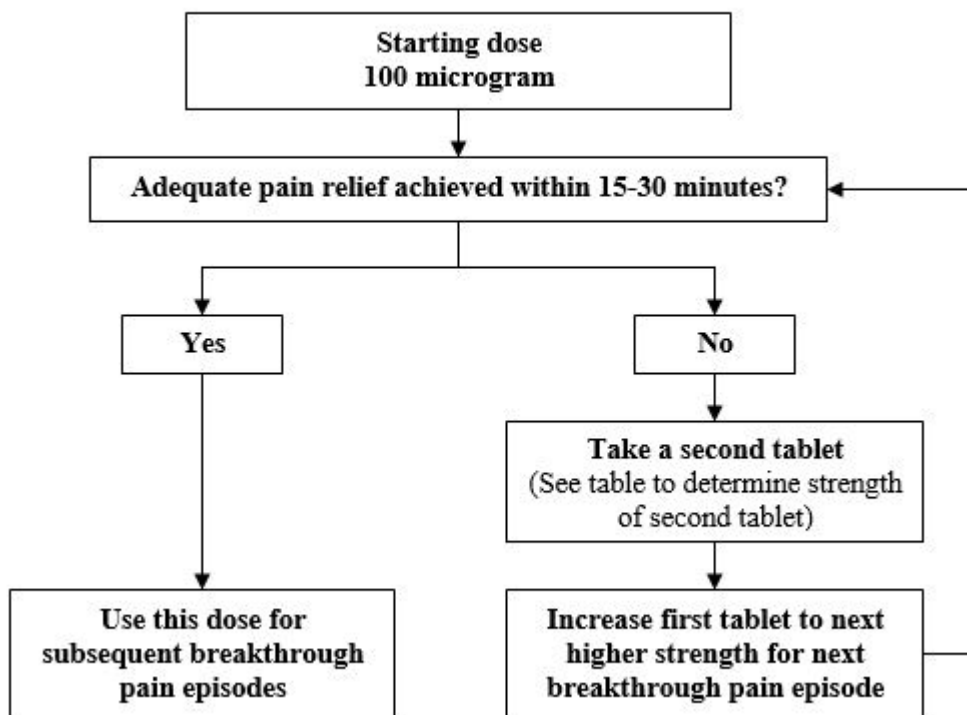 Starting dose
100 microgram
Adequate pain relief achieved within 15-30 minutes?
Yes
No
Take a second tablet
(See table to determine strength
of second tablet)
Use this dose for
subsequent breakthrough
pain episodes
Increase first tablet to next
higher strength for next
breakthrough pain episode